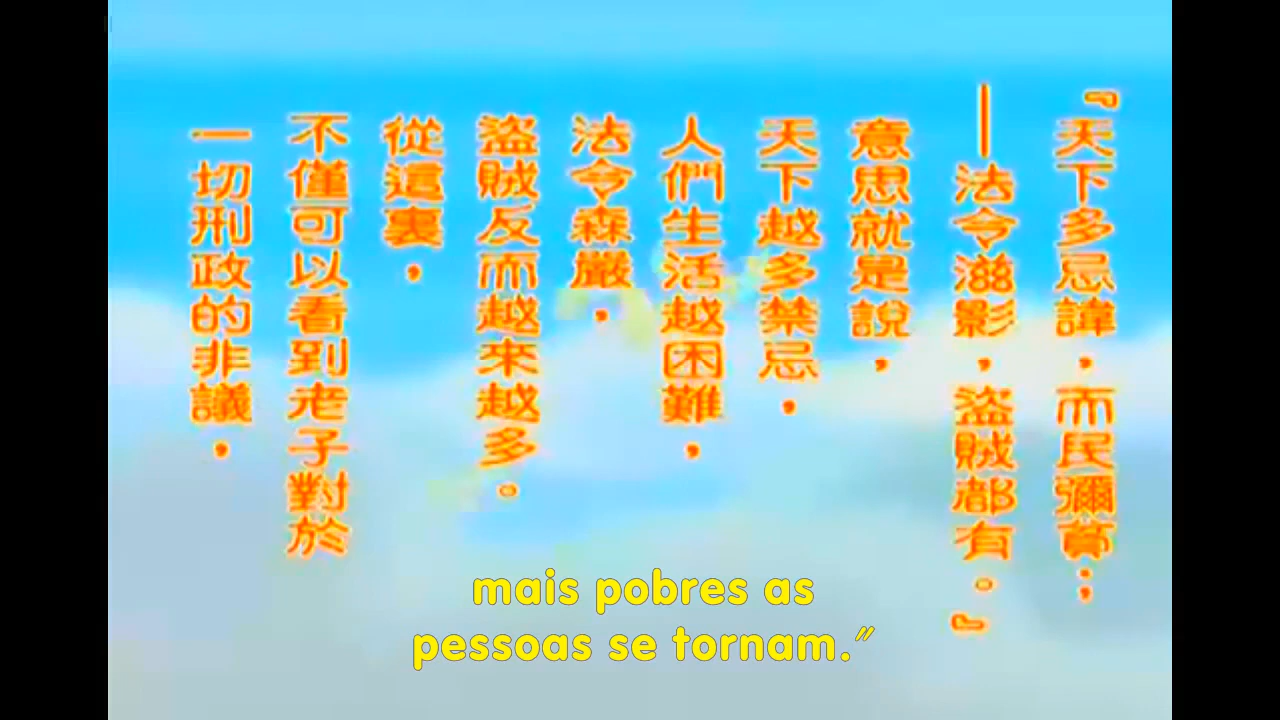 『天下多忌諱，而民彌貧；
──法令滋影，盜賊都有。』
意思就是說，
天下越多禁忌，
人們生活越困難，
法令森嚴，
盜賊反而越來越多。
從這裏，
不僅可以看到老子對於
一切刑政的非議，
mais pobres as
pessoas se tornam.”